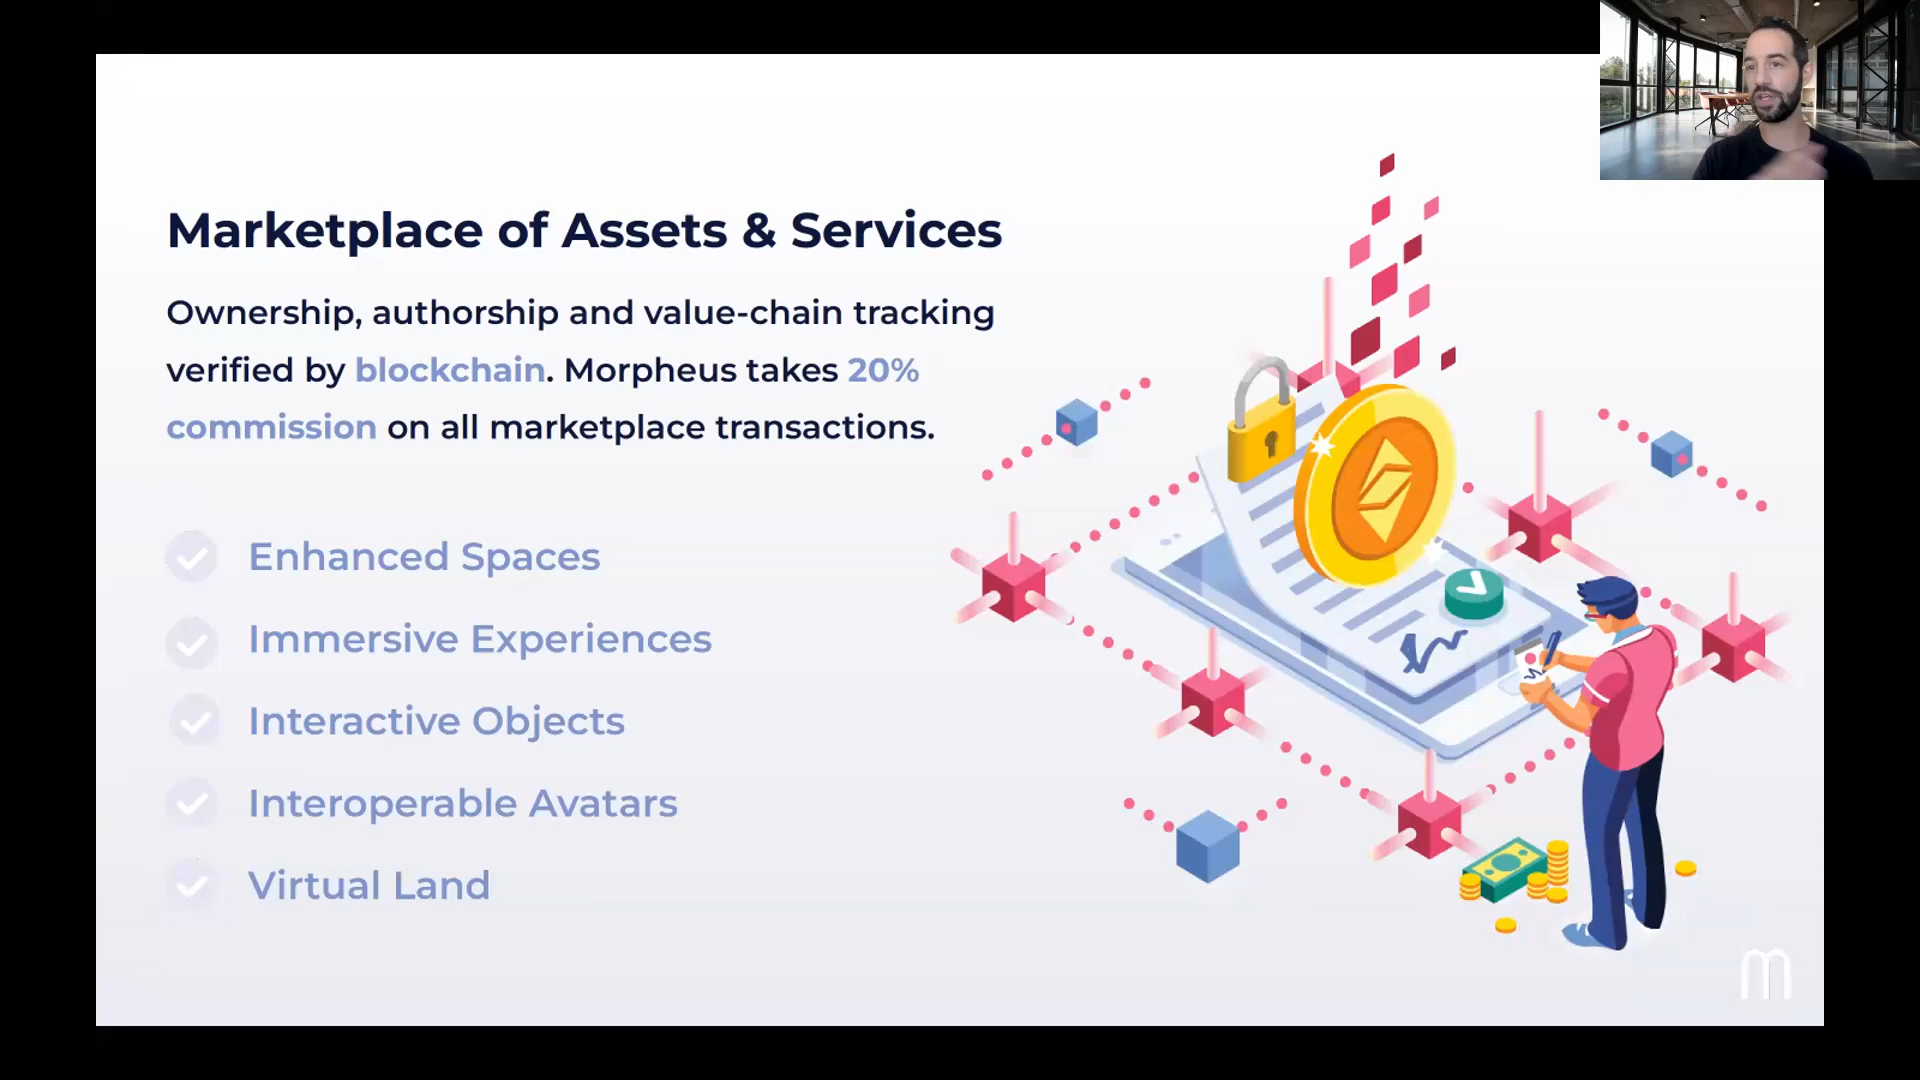 Marketplace of Assets & Services
Ownership, authorship and value-chain tracking
verified by blockchain. Morpheus takes 20%
commission on all marketplace transactions.
Enhanced Spaces
Immersive Experiences
Interactive Objects
Interoperable Avatars
Virtual Land
m